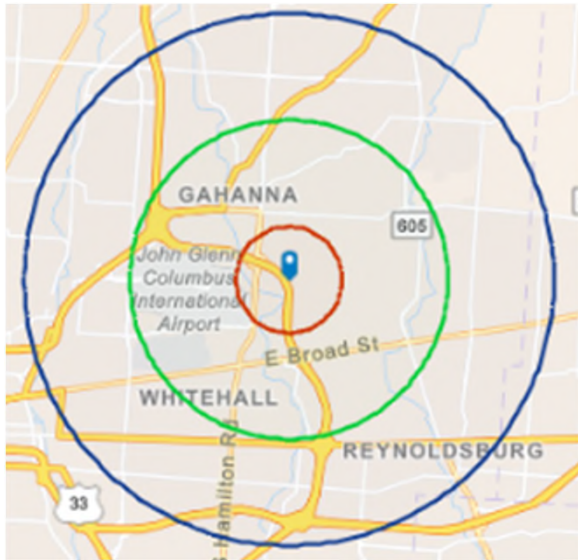 GAHANNA
605
John Glenn
Columbus
International
Airport
E Broad St
WHITEHALL
REYNOLDSBURG
Hamilton Rd
33